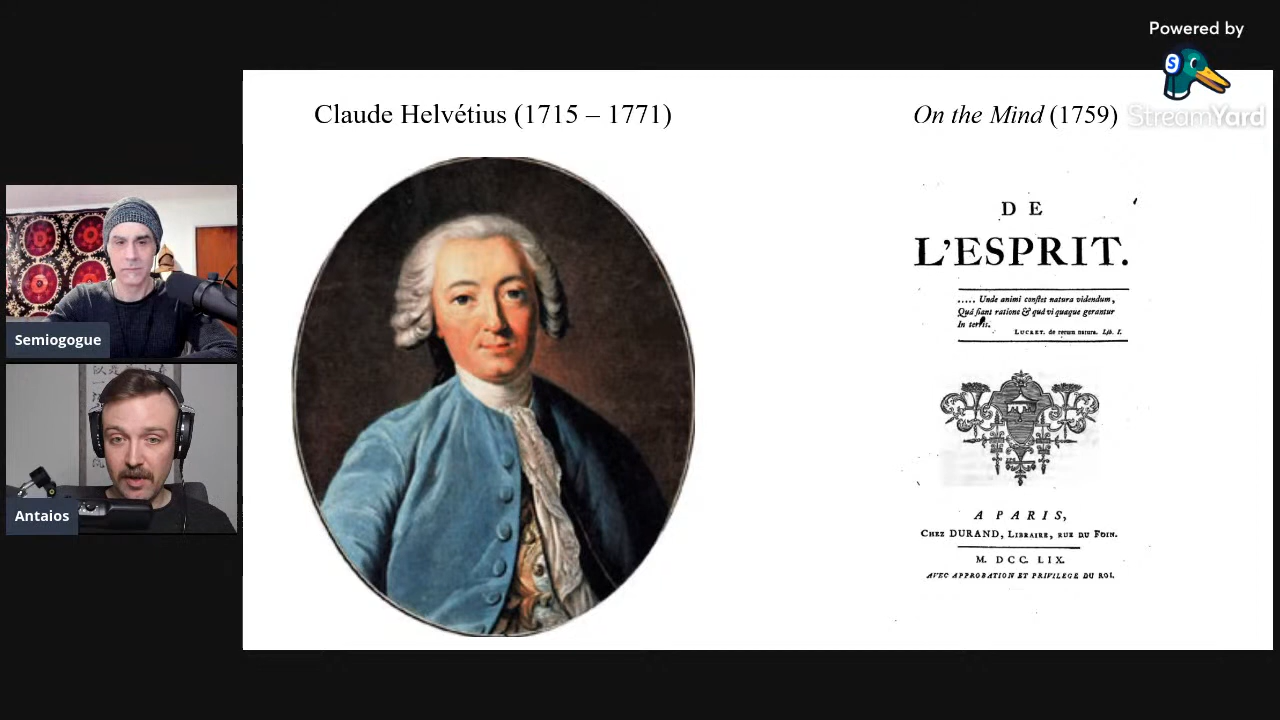 Powered by
S
StreamYard
Claude Helvétius (1715 – 1771)
On the Mind (1759)
DE
L'ESPRIT.
..... Unde animi constet natura videndum,
Quâ fiant ratione & quâ vi quæque gerantur
In terris.
LUCRET. de rerum natura. Lib. I.
A PARIS,
CHEZ DURAND, LIBRAIRE, RUE DU FOIN.
M. DCC. LIX.
AVEC APPROBATION ET PRIVILEGE DU ROI.
Semiogogue
Antaios